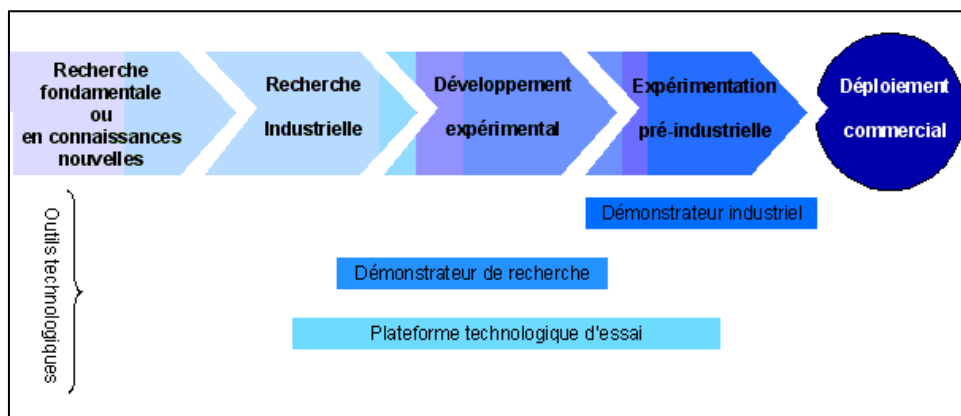 Recherche
fondamentale
ou
en connaissances
nouvelles
Recherche
Industrielle
Développement
expérimental
Expérimentation
pré-industrielle
Déploiement
commercial
Outils technologiques
Démonstrateur industriel
Démonstrateur de recherche
Plateforme technologique d'essai